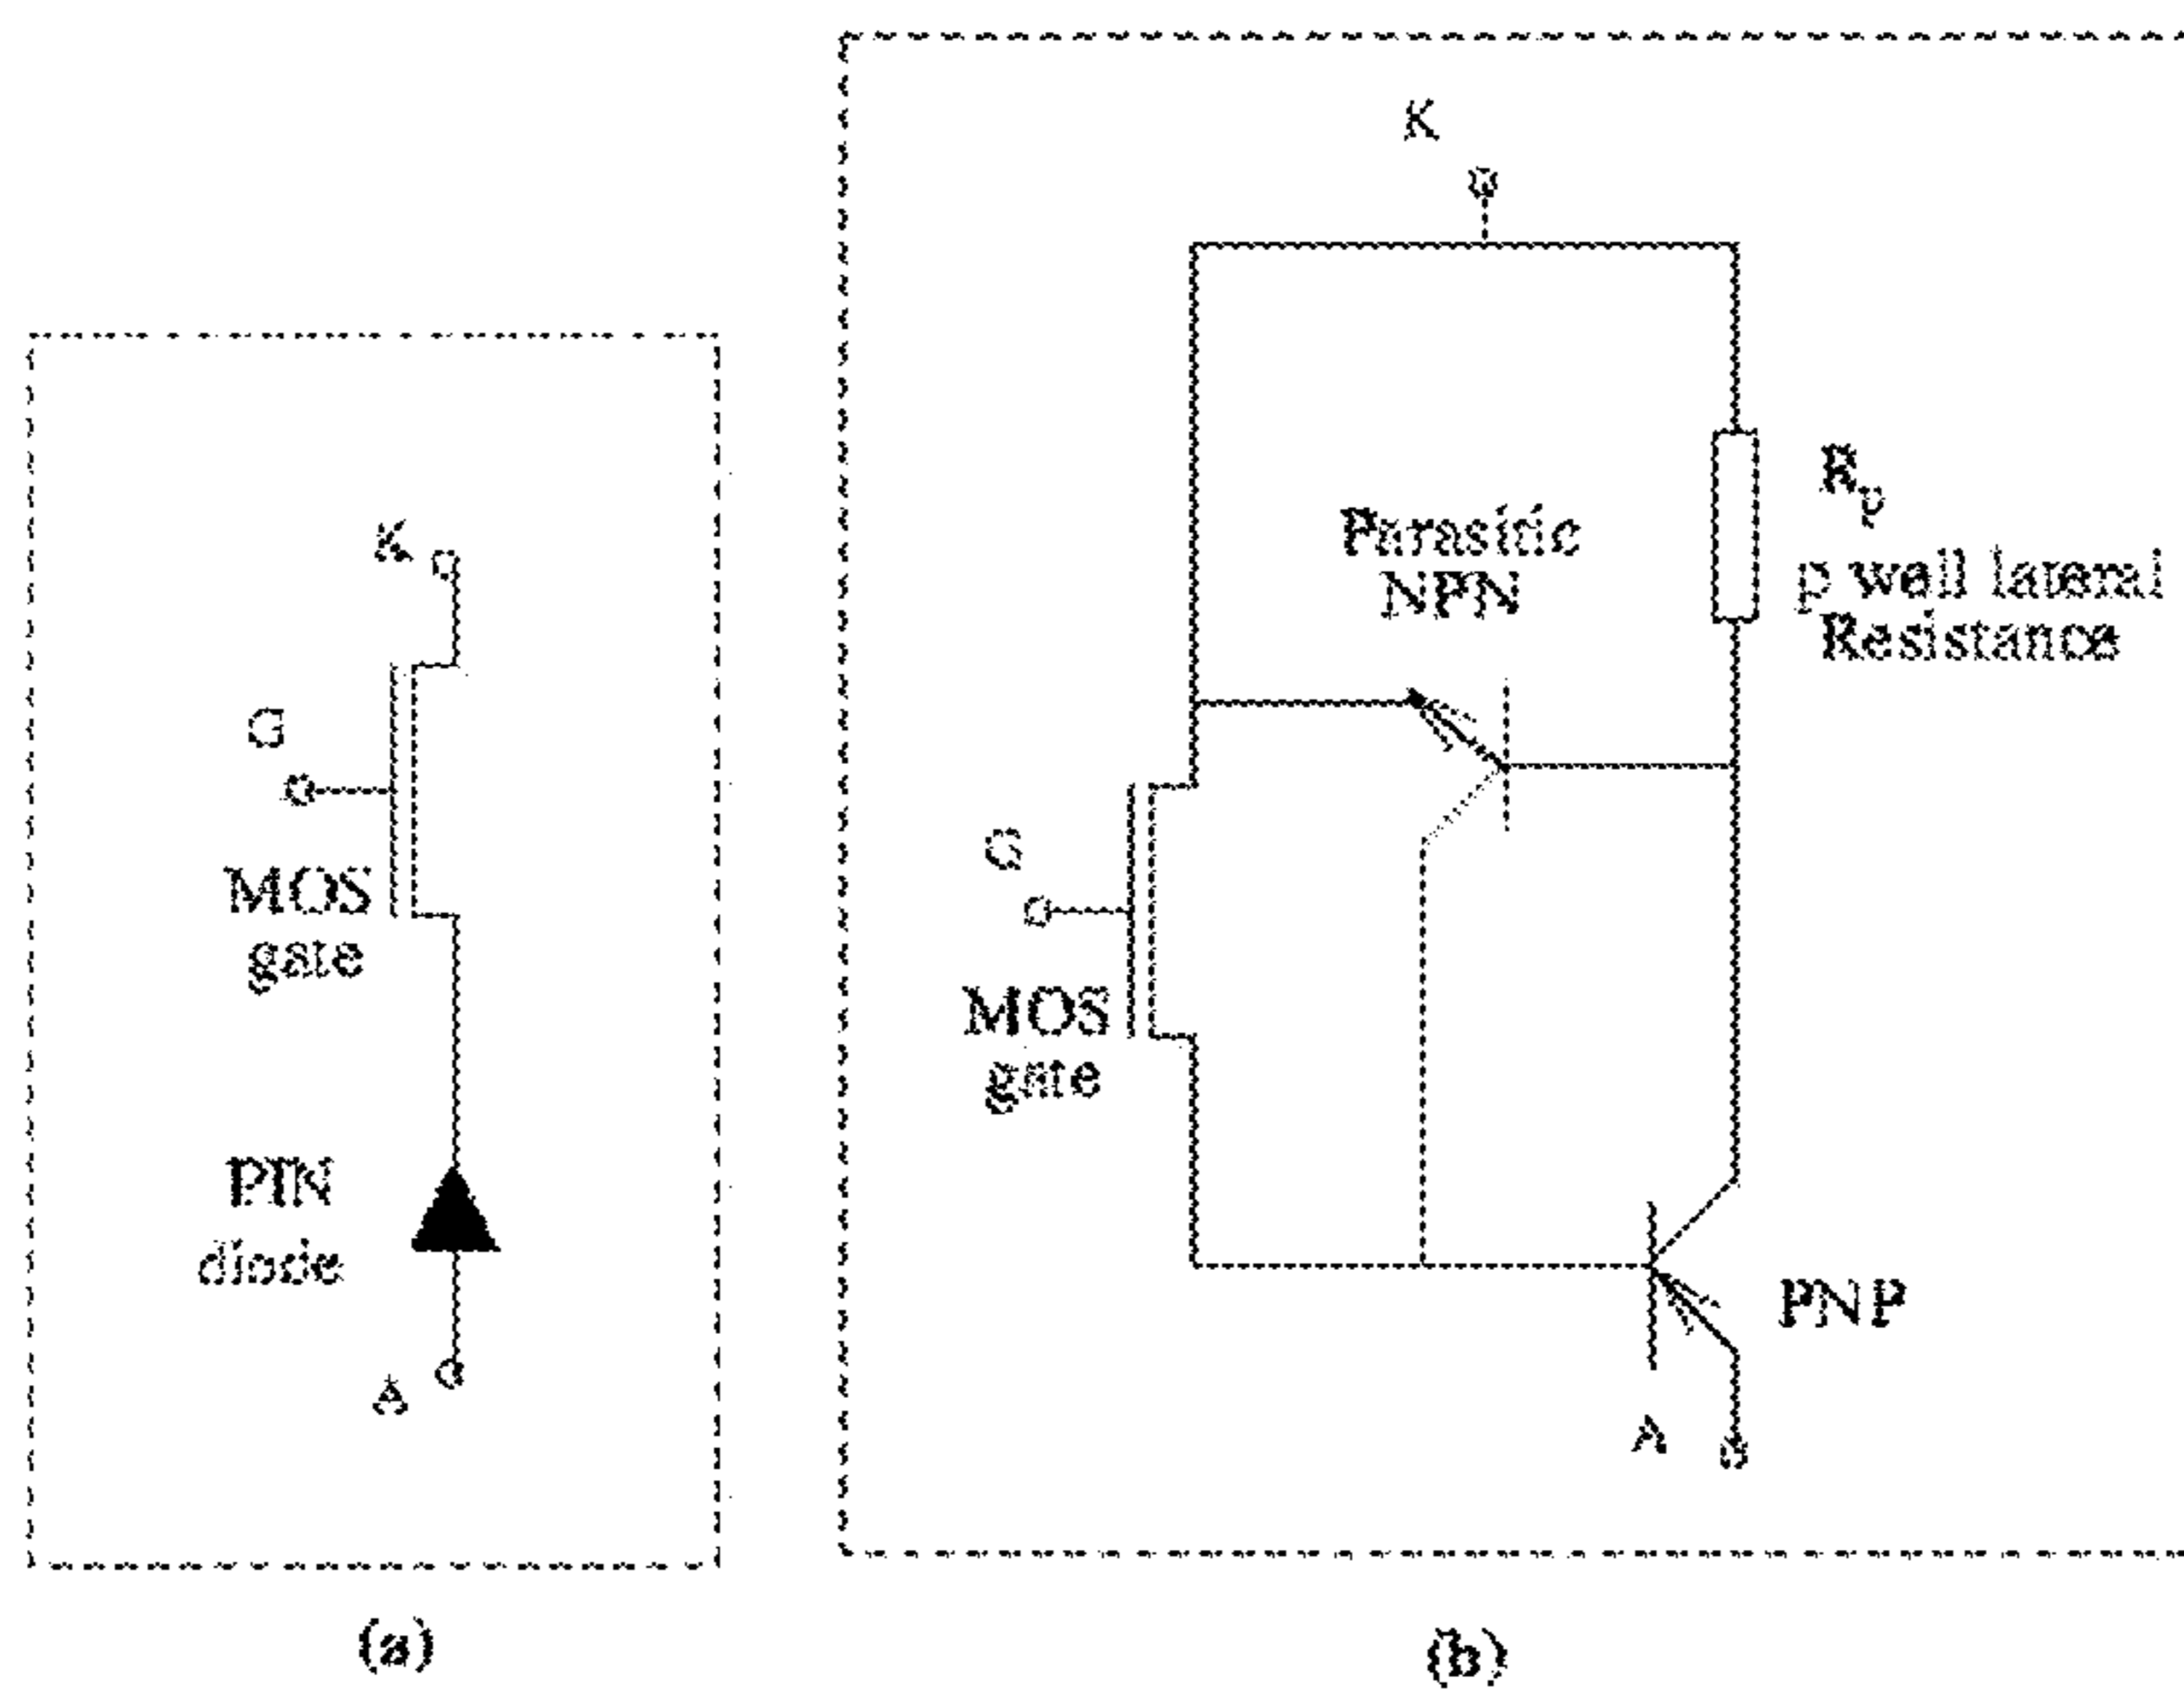 K
G
MOS
gate
PIN
diode
A
(a)
K
Parasitic
NPN
Rp
p well lateral
Resistance
G
MOS
gate
PNP
A
(b)